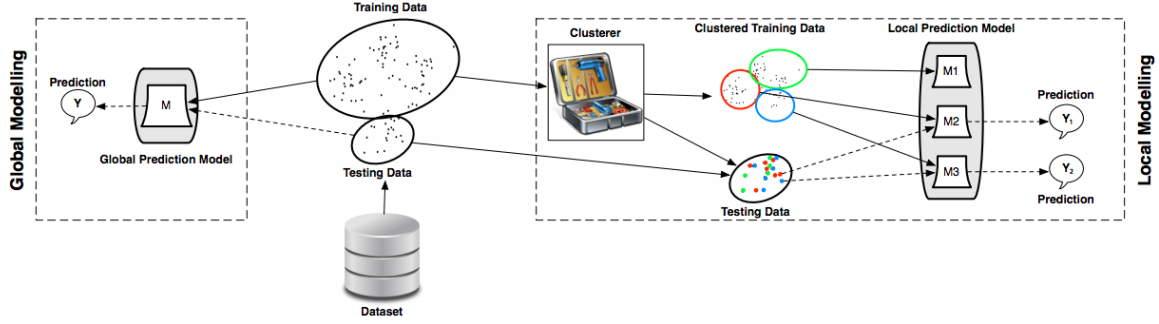 Global Modelling
Prediction
Y
M
Global Prediction Model
Training Data
Testing Data
Dataset
Clusterer
Clustered Training Data
Testing Data
Local Prediction Model
M1
M2
M3
Prediction
Y1
Y2
Prediction
Local Modelling